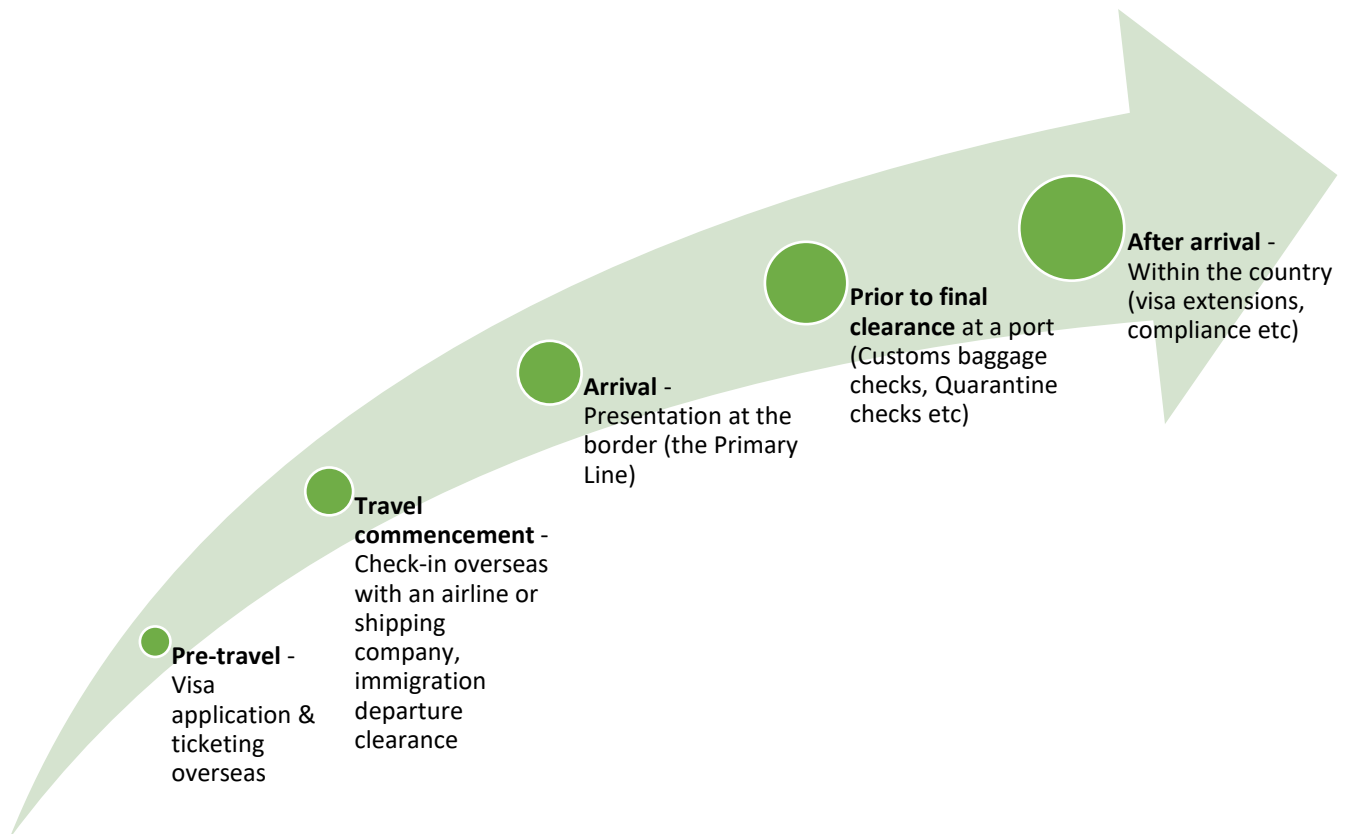 Pre-travel -
Visa
application &
ticketing
overseas
Travel
commencement -
Check-in overseas
with an airline or
shipping
company,
immigration
departure
clearance
Arrival -
Presentation at the
border (the Primary
Line)
Prior to final
clearance at a port
(Customs baggage
checks, Quarantine
checks etc)
After arrival -
Within the country
(visa extensions,
compliance etc)